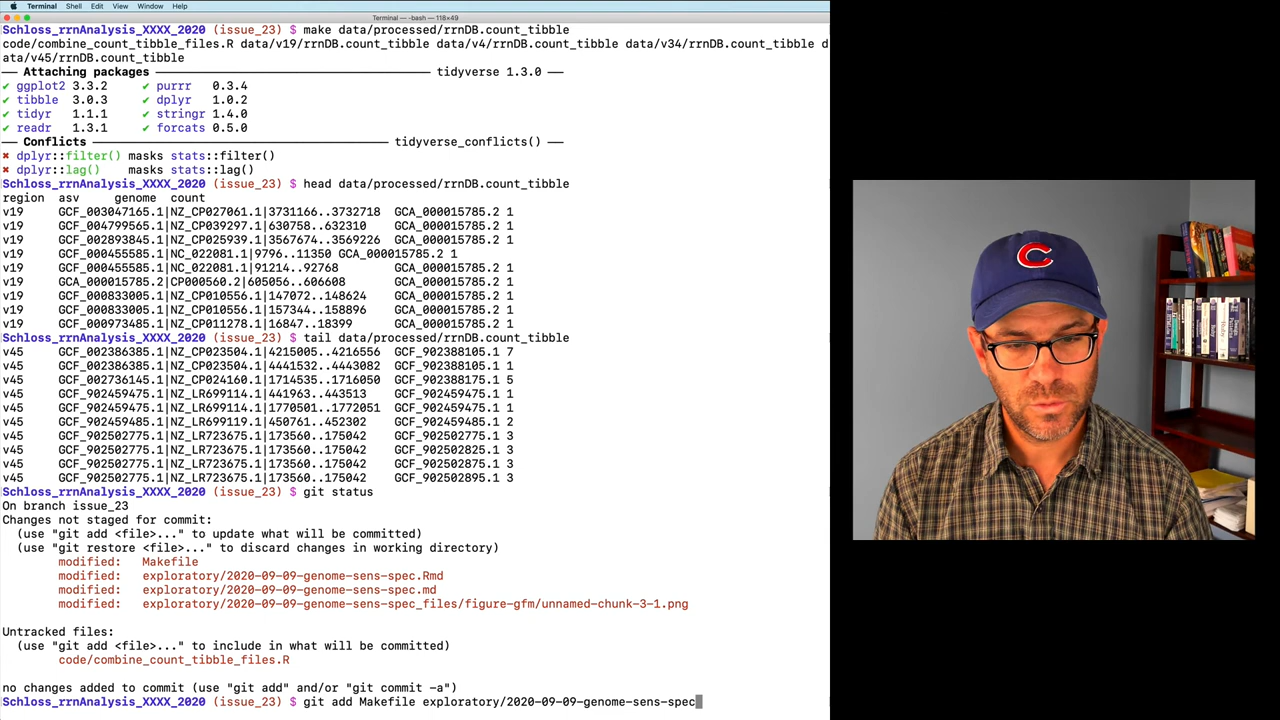 Terminal Shell Edit View Window Help
Terminal — -bash — 118×49
Schloss_rrnAnalysis_XXXX_2020 (issue_23) $ make data/processed/rrnDB.count_tibble
code/combine_count_tibble_files.R data/v19/rrnDB.count_tibble data/v4/rrnDB.count_tibble data/v34/rrnDB.count_tibble d
ata/v45/rrnDB.count_tibble
── Attaching packages ─────────────────── tidyverse 1.3.0 ──
✔ ggplot2 3.3.2 ✔ purrr 0.3.4
✔ tibble 3.0.3 ✔ dplyr 1.0.2
✔ tidyr 1.1.1 ✔ stringr 1.4.0
✔ readr 1.3.1 ✔ forcats 0.5.0
── Conflicts ─────────────────── tidyverse_conflicts() ──
✖ dplyr::filter() masks stats::filter()
✖ dplyr::lag() masks stats::lag()
Schloss_rrnAnalysis_XXXX_2020 (issue_23) $ head data/processed/rrnDB.count_tibble
region asv genome count
v19 GCF_003047165.1|NZ_CP027061.1|3731166..3732718 GCA_000015785.2 1
v19 GCF_004799565.1|NZ_CP039297.1|630758..632310 GCA_000015785.2 1
v19 GCF_002893845.1|NZ_CP025939.1|3567674..3569226 GCA_000015785.2 1
v19 GCF_000455585.1|NC_022081.1|9796..11350 GCA_000015785.2 1
v19 GCF_000455585.1|NC_022081.1|91214..92768 GCA_000015785.2 1
v19 GCA_000015785.2|CP000560.2|605056..606608 GCA_000015785.2 1
v19 GCF_000833005.1|NZ_CP010556.1|147072..148624 GCA_000015785.2 1
v19 GCF_000833005.1|NZ_CP010556.1|157344..158896 GCA_000015785.2 1
v19 GCF_000973485.1|NZ_CP011278.1|16847..18399 GCA_000015785.2 1
Schloss_rrnAnalysis_XXXX_2020 (issue_23) $ tail data/processed/rrnDB.count_tibble
v45 GCF_002386385.1|NZ_CP023504.1|4215005..4216556 GCF_902388105.1 7
v45 GCF_002386385.1|NZ_CP023504.1|4441532..4443082 GCF_902388105.1 1
v45 GCF_002736145.1|NZ_CP024160.1|1714535..1716050 GCF_902388175.1 5
v45 GCF_902459475.1|NZ_LR699114.1|441963..443513 GCF_902459475.1 1
v45 GCF_902459475.1|NZ_LR699114.1|1770501..1772051 GCF_902459475.1 1
v45 GCF_902459485.1|NZ_LR699119.1|450761..452302 GCF_902459485.1 2
v45 GCF_902502775.1|NZ_LR723675.1|173560..175042 GCF_902502775.1 3
v45 GCF_902502775.1|NZ_LR723675.1|173560..175042 GCF_902502825.1 3
v45 GCF_902502775.1|NZ_LR723675.1|173560..175042 GCF_902502855.1 3
v45 GCF_902502775.1|NZ_LR723675.1|173560..175042 GCF_902502895.1 3
Schloss_rrnAnalysis_XXXX_2020 (issue_23) $ git status
On branch issue_23
Changes not staged for commit:
(use "git add <file>..." to update what will be committed)
(use "git restore <file>..." to discard changes in working directory)
modified: Makefile
modified: exploratory/2020-09-09-genome-sens-spec.Rmd
modified: exploratory/2020-09-09-genome-sens-spec.md
modified: exploratory/2020-09-09-genome-sens-spec_files/figure-gfm/unnamed-chunk-3-1.png
Untracked files:
(use "git add <file>..." to include in what will be committed)
code/combine_count_tibble_files.R
no changes added to commit (use "git add" and/or "git commit -a")
Schloss_rrnAnalysis_XXXX_2020 (issue_23) $ git add Makefile exploratory/2020-09-09-genome-sens-spec
C